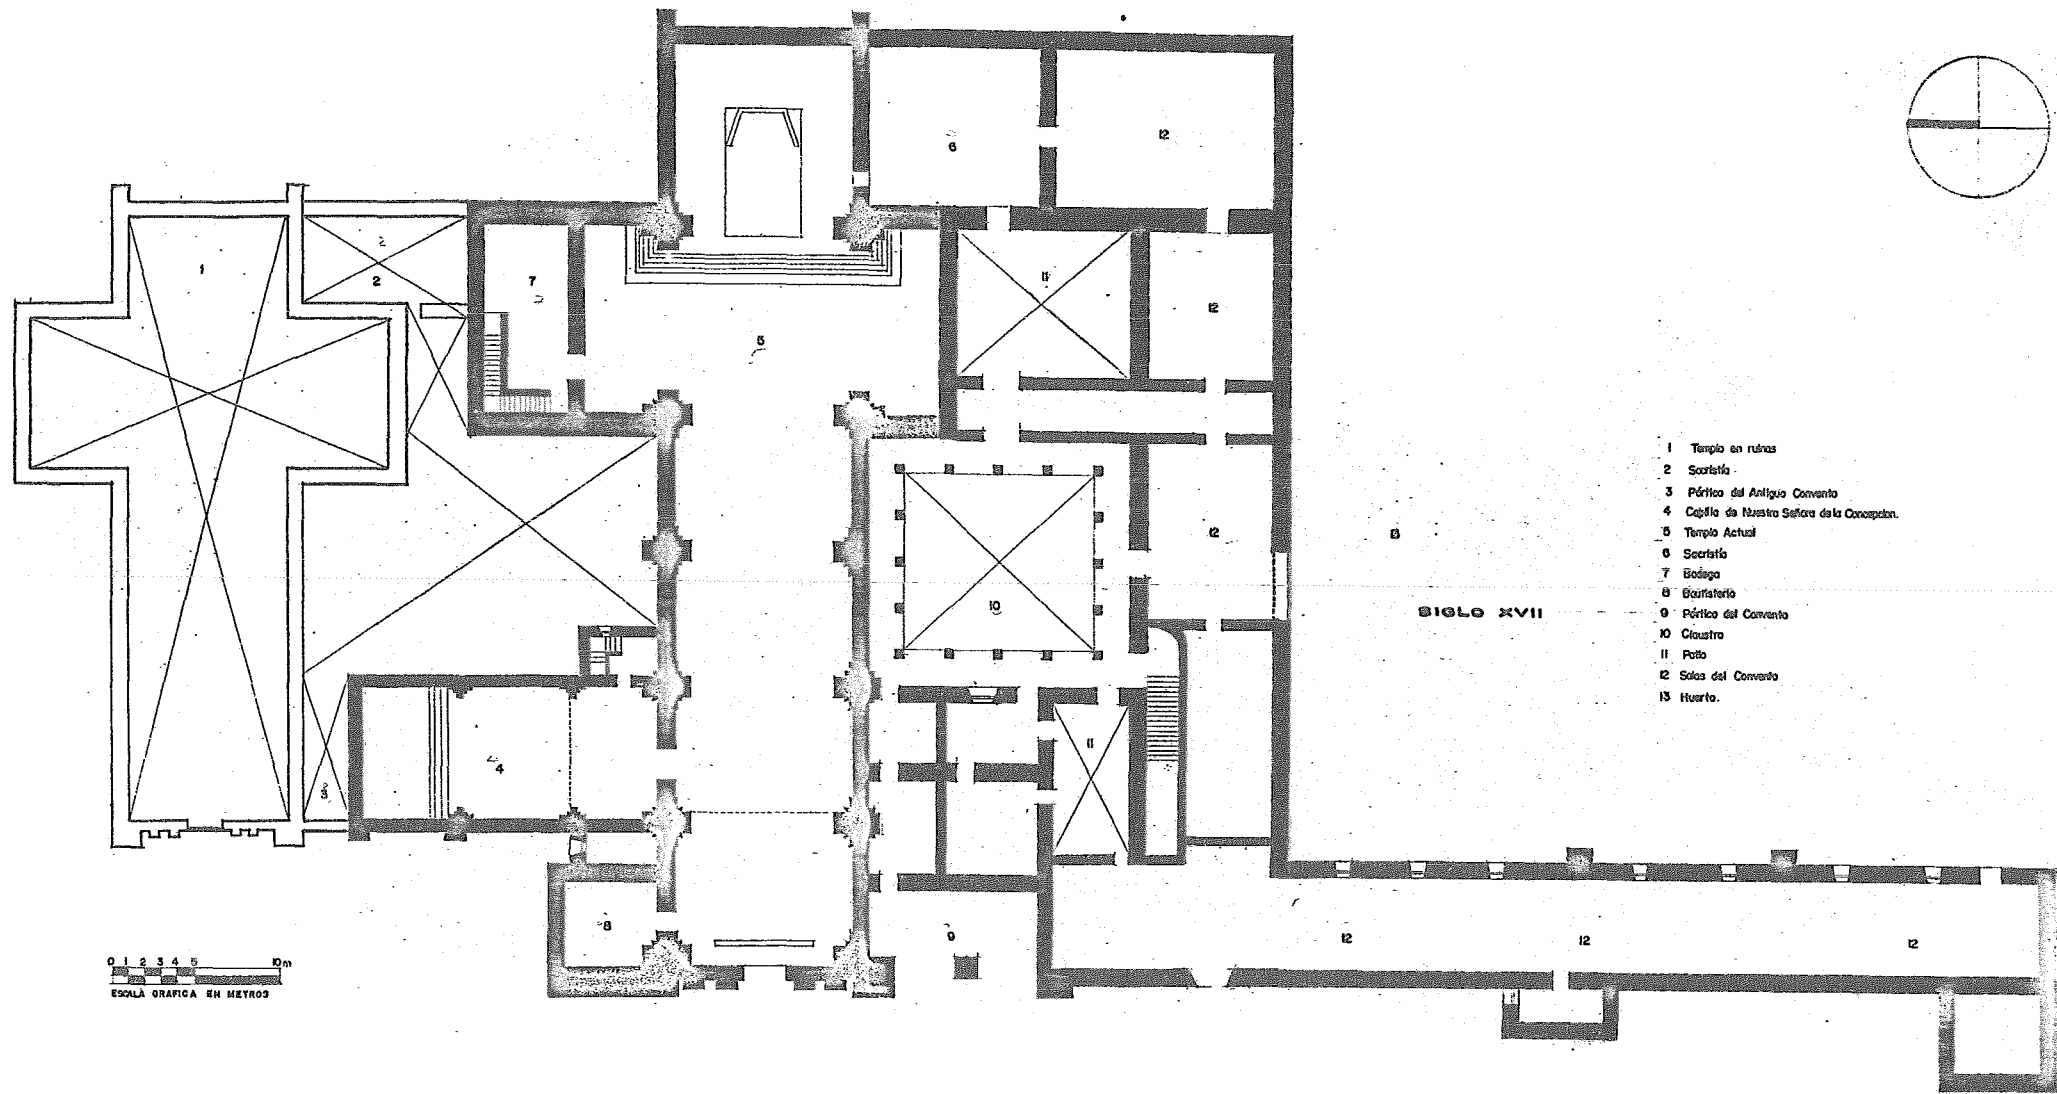 12
6
1
2
2
7
11
12
5
1 Templo en ruinas
2 Sacristía
3 Pórtico del Antiguo Convento
4 Capilla de Nuestra Señora de la Concepcion.
5 Templo Actual
6 Sacristía
7 Bodega
8 Bautisterio
9 Pórtico del Convento
10 Claustro
11 Patio
12 Salas del Convento
13 Huerto.
12
13
10
SIGLO XVII
11
4
3
8
9
12
12
12
0 1 2 3 4 5 10m
ESCALA GRAFICA EN METROS